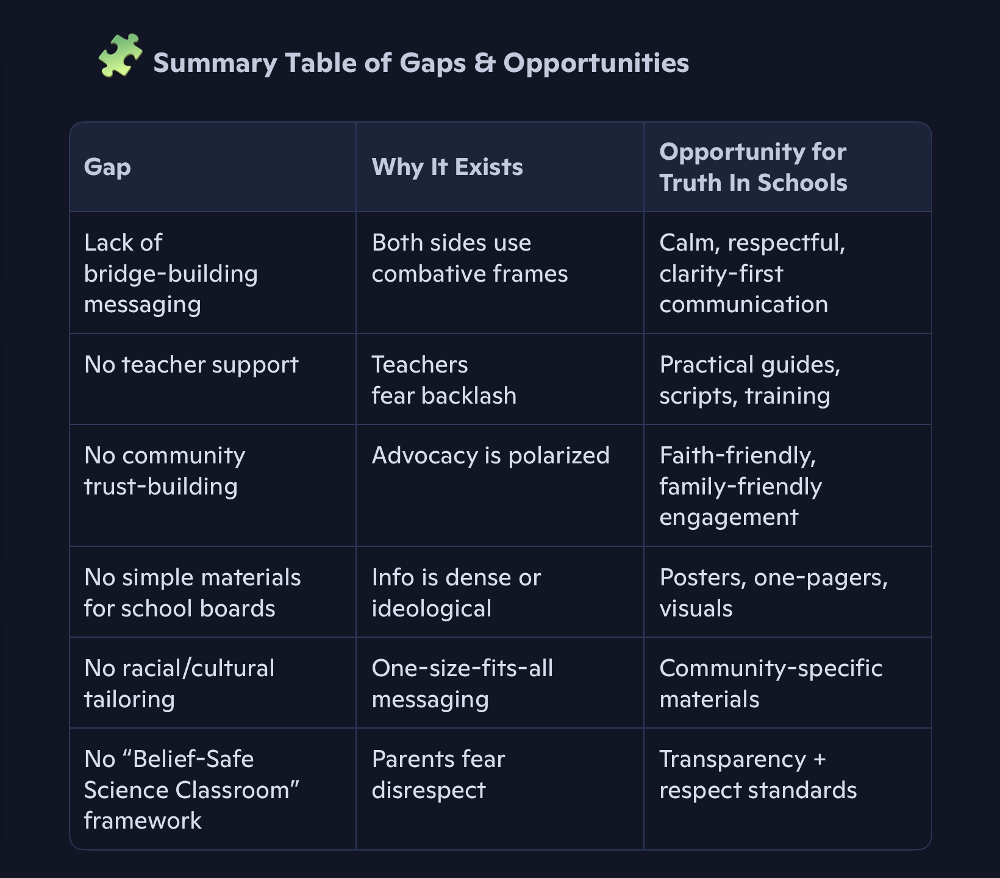 Summary Table of Gaps & Opportunities
Gap
Why It Exists
Opportunity for
Truth In Schools
Lack of
bridge-building
messaging
Both sides use
combative frames
Calm, respectful,
clarity-first
communication
No teacher support
Teachers
fear backlash
Practical guides,
scripts, training
No community
trust-building
Advocacy is polarized
Faith-friendly,
family-friendly
engagement
No simple materials
for school boards
Info is dense or
ideological
Posters, one-pagers,
visuals
No racial/cultural
tailoring
One-size-fits-all
messaging
Community-specific
materials
No “Belief-Safe
Science Classroom”
framework
Parents fear
disrespect
Transparency +
respect standards